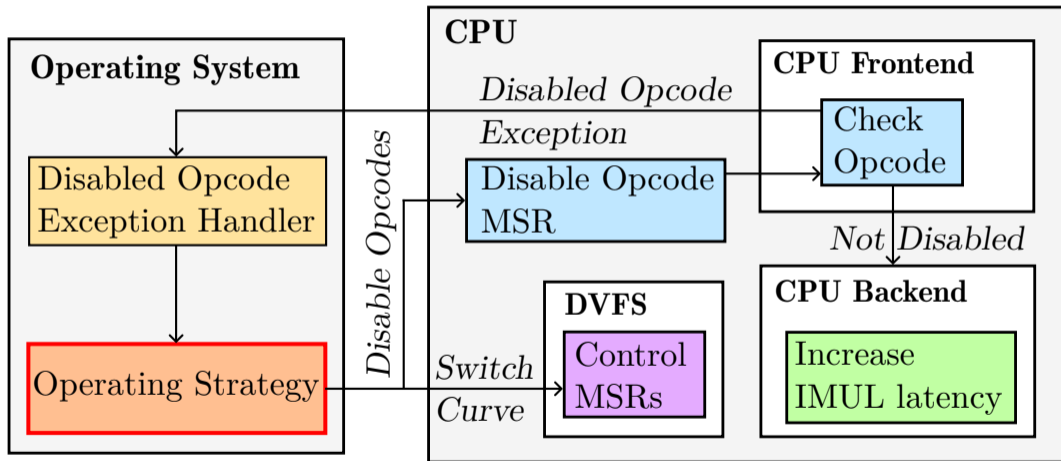 Operating System
Disabled Opcode
Exception Handler
Operating Strategy
Disable Opcodes
Switch
Curve
CPU
Disabled Opcode
Exception
Disable Opcode
MSR
CPU Frontend
Check
Opcode
Not Disabled
DVFS
Control
MSRs
CPU Backend
Increase
IMUL latency